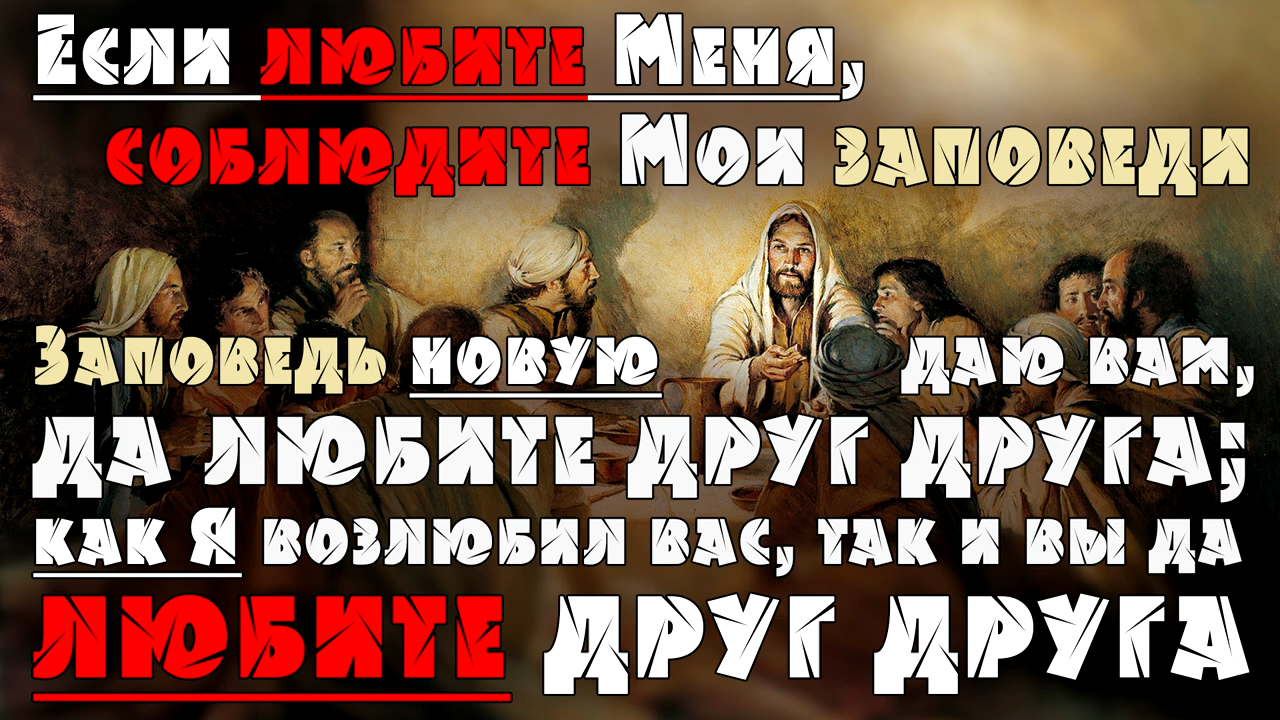 Если любите Меня,
соблюдите Мои заповеди
Заповедь новую даю вам,
ДА ЛЮБИТЕ ДРУГ ДРУГА;
как Я возлюбил вас, так и вы да
ЛЮБИТЕ ДРУГ ДРУГА